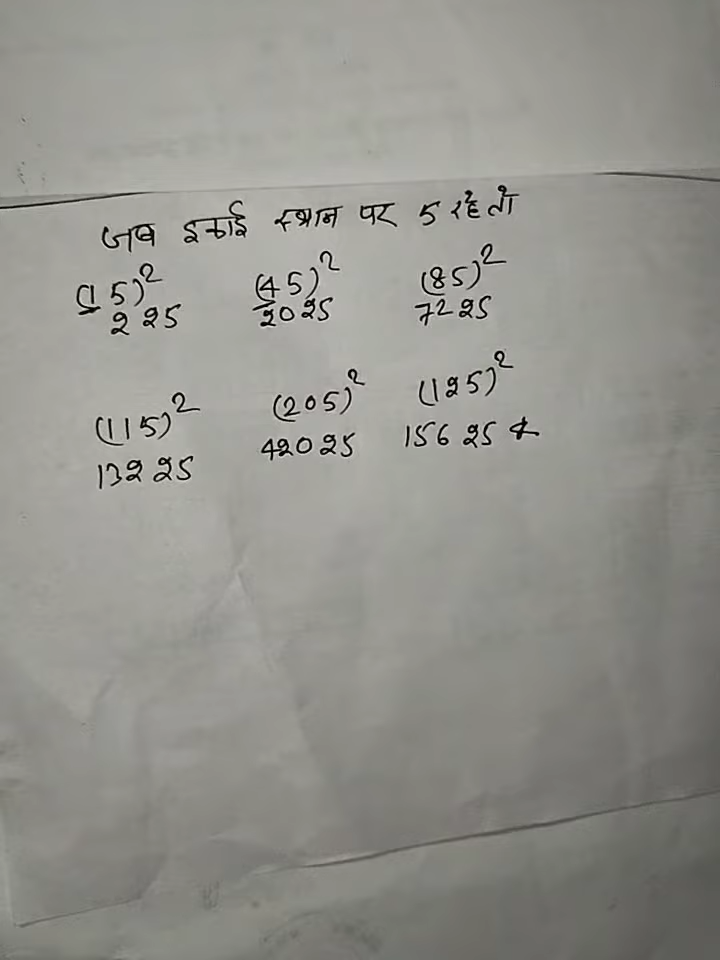 जब इकाई स्थान पर 5 रहे तो
(15)² (45)² (85)²
225 2025 7225
(115)² (205)² (125)²
13225 42025 15625